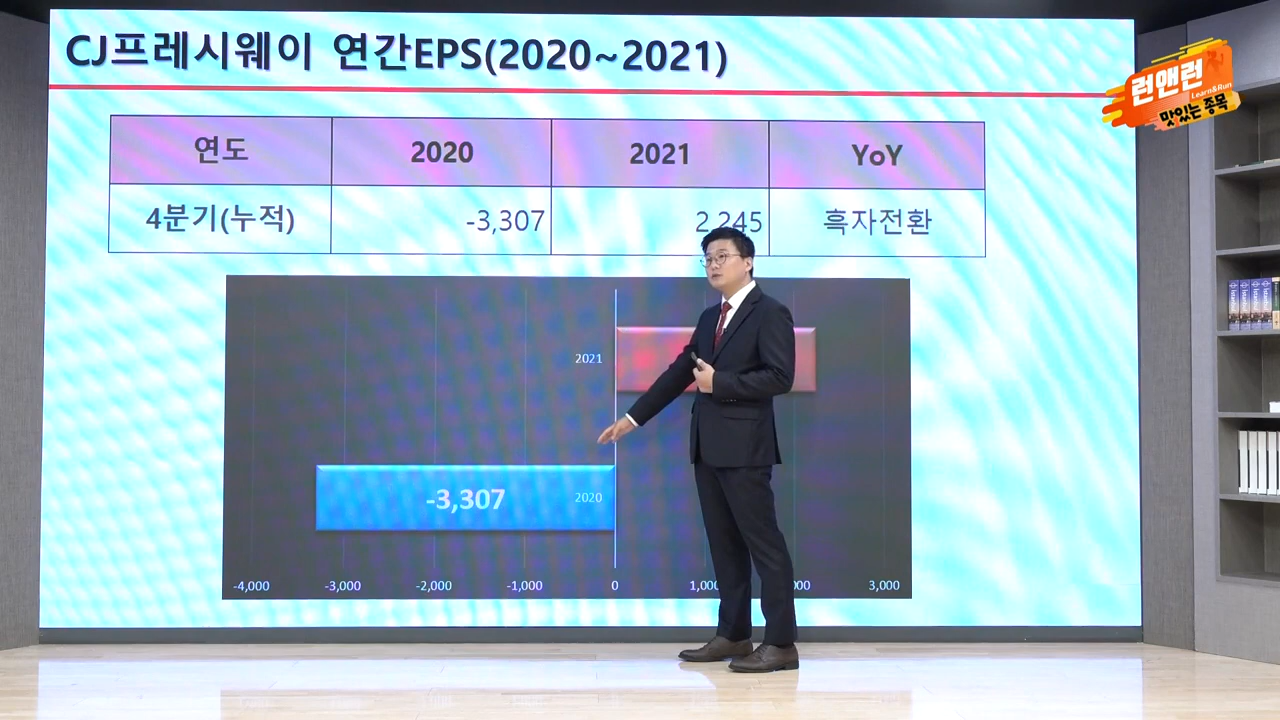 CJ프레시웨이 연간EPS(2020~2021)
런앤런
Learn&Run
맛있는 종목
연도 2020 2021 YoY
4분기(누적) -3,307 2,245 흑자전환
2021
-3,307 2020
-4,000 -3,000 -2,000 -1,000 0 3,000